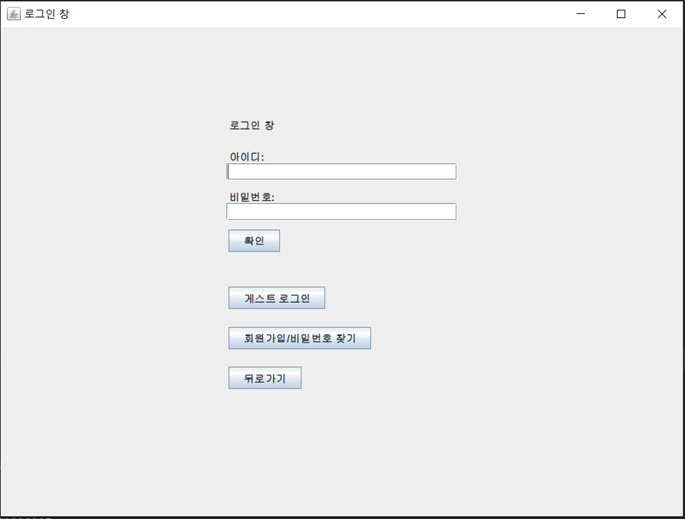 로그인 창
로그인 창
아이디:
비밀번호:
확인
게스트 로그인
회원가입/비밀번호 찾기
뒤로가기